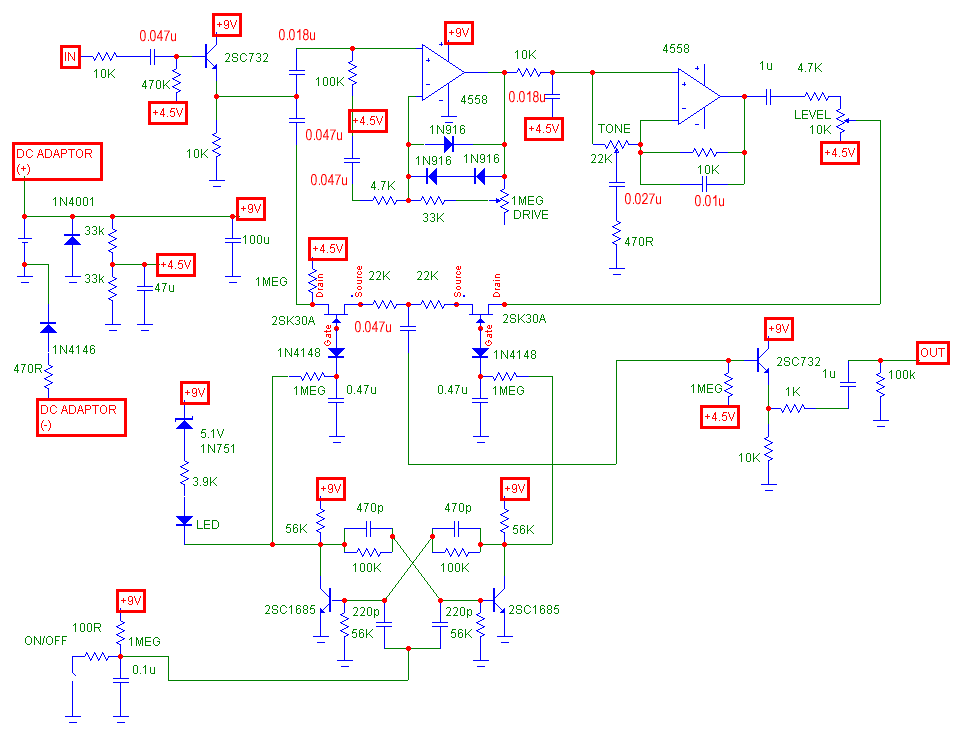 +9V
0.047u
0.018u
+9V
4558
IN
2SC732
10K
1u
4.7K
10K
470K
100K
0.018u
4558
+4.5V
+4.5V
+4.5V
LEVEL
10K
0.047u
1N916
TONE
+4.5V
DC ADAPTOR
(+)
10K
1N916
1N916
22K
10K
0.047u
4.7K
33K
1MEG
DRIVE
0.027u
0.01u
1N4001
+9V
33k
100u
470R
+4.5V
+4.5V
33k
47u
1MEG
Drain
Source
22K
22K
Source
Drain
2SK30A
0.047u
2SK30A
Gate
Gate
+9V
1N4146
1N4148
1N4148
2SC732
OUT
470R
1MEG
0.47u
0.47u
1MEG
1MEG
1u
100k
+9V
1K
DC ADAPTOR
(-)
+4.5V
5.1V
1N751
10K
3.9K
+9V
+9V
470p
470p
LED
56K
56K
100K
100K
+9V
2SC1685
220p
220p
2SC1685
100R
56K
56K
ON/OFF
1MEG
0.1u